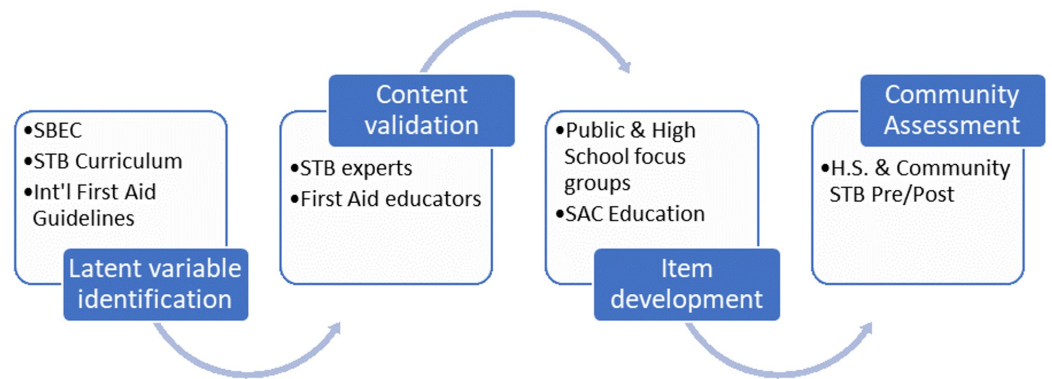 •SBEC
•STB Curriculum
•Int'l First Aid
Guidelines
Latent variable
identification
Content
validation
•STB experts
•First Aid educators
•Public & High
School focus
groups
•SAC Education
Item
development
Community
Assessment
•H.S. & Community
STB Pre/Post